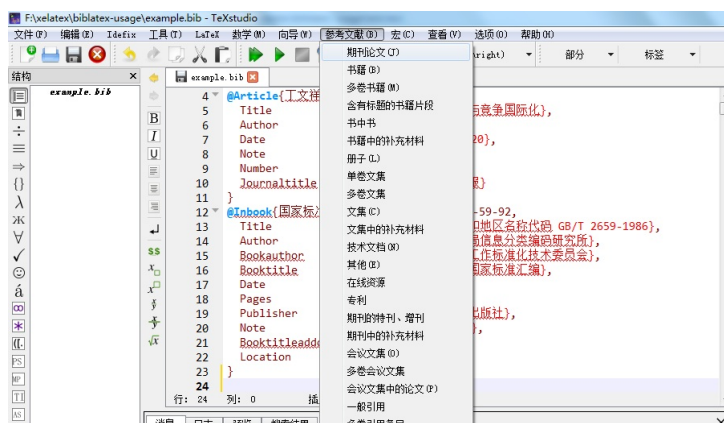 F:\xelatex\biblatex-usage\example.bib - TeXstudio
文件(F) 编辑(E) Idefix 工具(T) LaTeX 数学(M) 向导(W) 参考文献(B) 宏(C) 查看(V) 选项(O) 帮助(H)
\right) 部分 标签
结构
example.bib
example.bib
4 @Article{丁文祥
5 Title 与竞争国际化},
6 Author
7 Date 20},
8 Note
9 Number
10 Journaltitle
11 }
12 @Inbook{国家标 -59-92,
13 Title 和地区名称代码 GB/T 2659-1986},
14 Author 局信息分类编码研究所},
15 Bookauthor 工作标准化技术委员会},
16 Booktitle 国家标准汇编},
17 Date
18 Pages
19 Publisher 出版社},
20 Note },
21 Booktitleadd
22 Location
23 }
24
行: 24 列: 0 插
期刊论文(J)
书籍(B)
多卷书籍(M)
含有标题的书籍片段
书中书
书籍中的补充材料
册子(L)
单卷文集
多卷文集
文集(C)
文集中的补充材料
技术文档(N)
其他(E)
在线资源
专利
期刊的特刊、增刊
期刊中的补充材料
会议文集(O)
多卷会议文集
会议文集中的论文(P)
一般引用